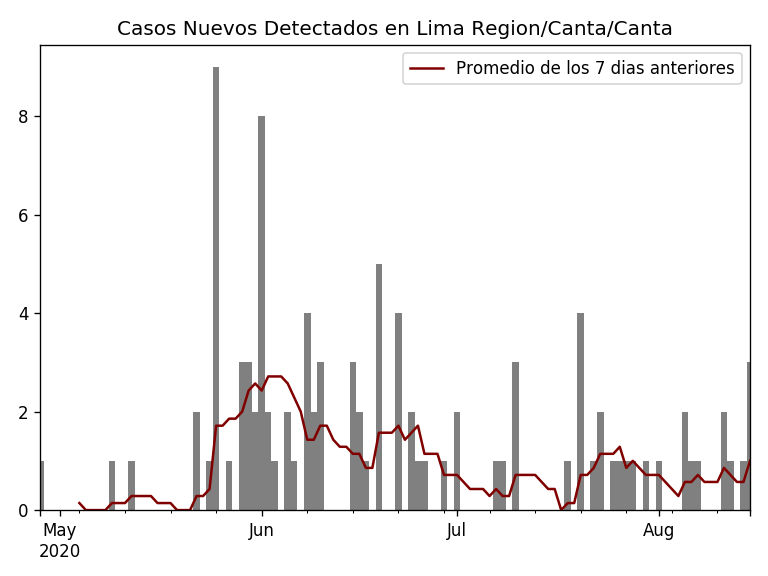 Casos Nuevos Detectados en Lima Region/Canta/Canta
Promedio de los 7 dias anteriores
8
6
4
2
0
May Jun Jul Aug
2020